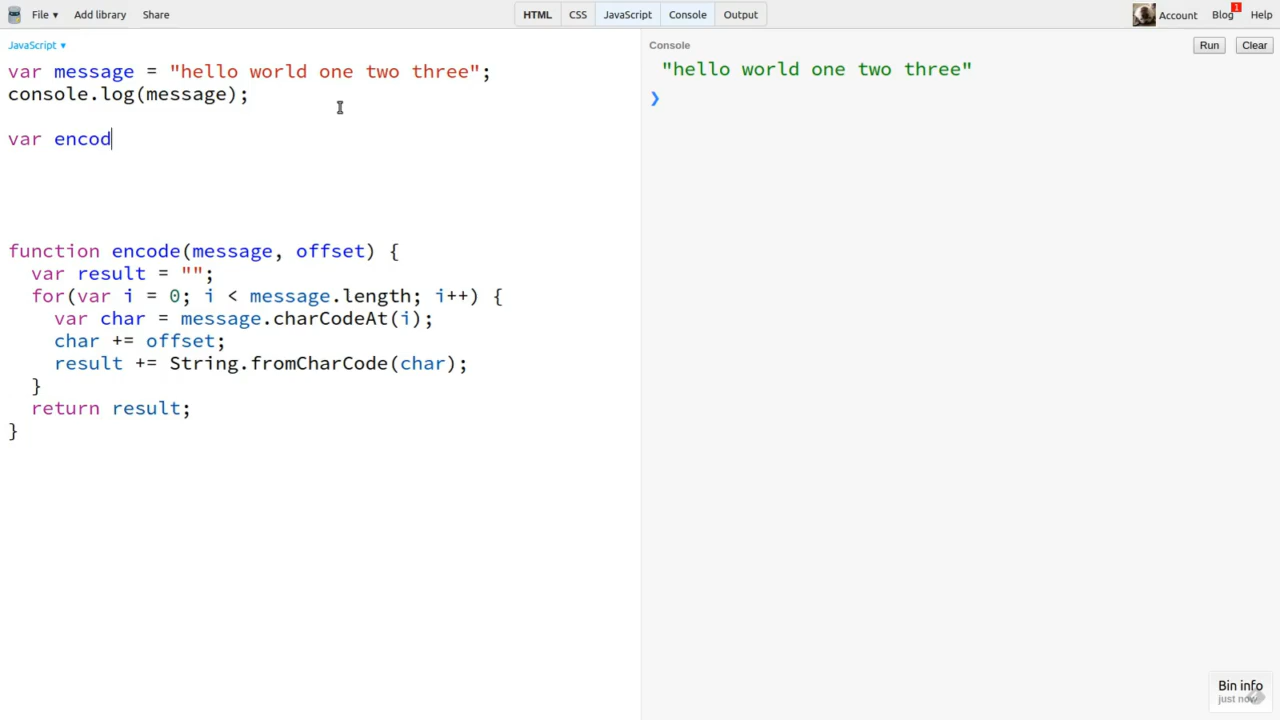 File ▾ Add library Share HTML CSS JavaScript Console Output Account Blog 1 Help
JavaScript ▾
Console Run Clear
var message = "hello world one two three";
console.log(message);
var encod
function encode(message, offset) {
var result = "";
for(var i = 0; i < message.length; i++) {
var char = message.charCodeAt(i);
char += offset;
result += String.fromCharCode(char);
}
return result;
}
"hello world one two three"
❯
Bin info
just now